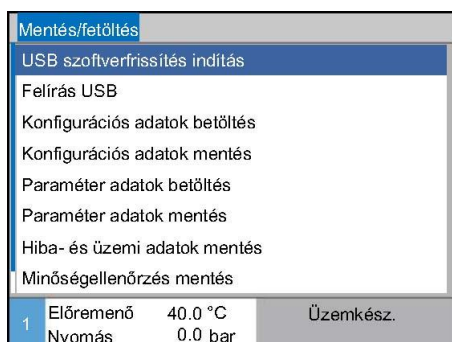 Mentés/fetöltés
USB szoftverfrissítés indítás
Felírás USB
Konfigurációs adatok betöltés
Konfigurációs adatok mentés
Paraméter adatok betöltés
Paraméter adatok mentés
Hiba- és üzemi adatok mentés
Minőségellenőrzés mentés
1 Előremenő 40.0 °C Üzemkész.
Nyomás 0.0 bar